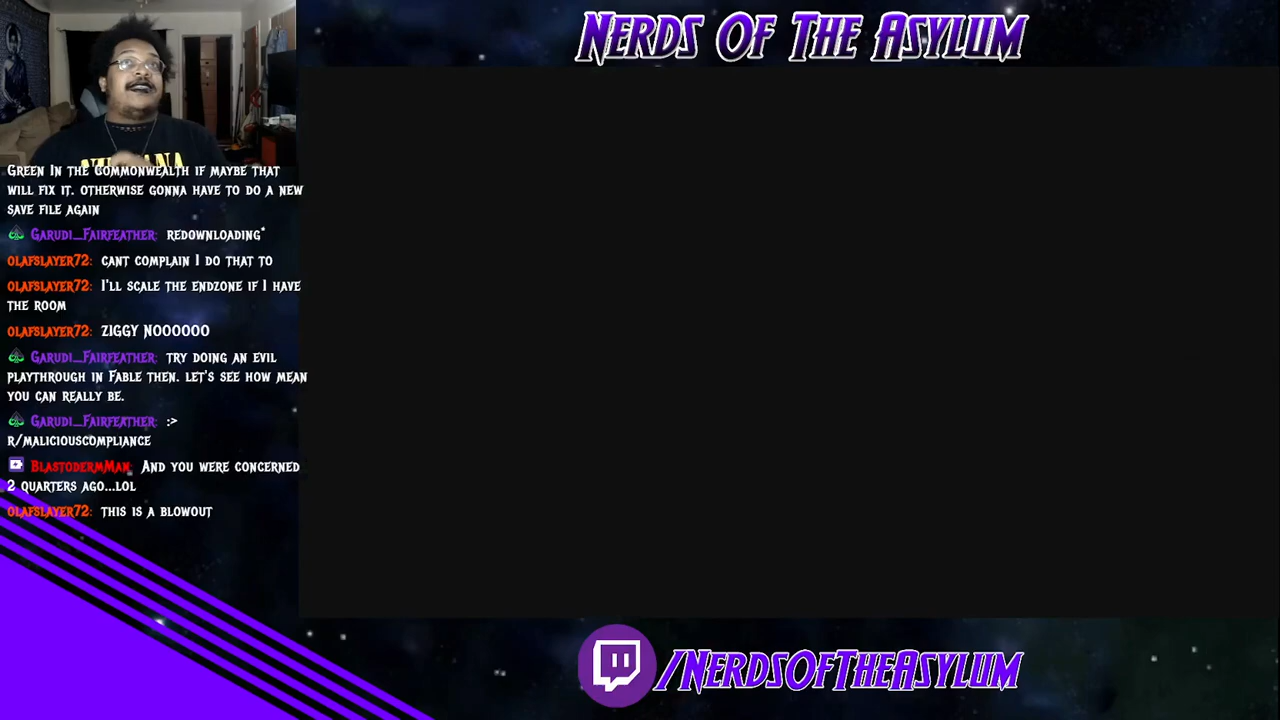 Nerds Of The Asylum
Green In the Commonwealth if maybe that
will fix it. otherwise gonna have to do a new
save file again
Garudi_Fairfeather: redownloading*
olafslayer72: cant complain I do that to
olafslayer72: I'll scale the endzone if I have
the room
olafslayer72: ZIGGY NOOOOOO
Garudi_Fairfeather: try doing an evil
playthrough in Fable then. let's see how mean
you can really be.
Garudi_Fairfeather: :>
r/maliciouscompliance
BlastodermMan: And you were concerned
2 quarters ago...lol
olafslayer72: this is a blowout
/NerdsOfTheAsylum